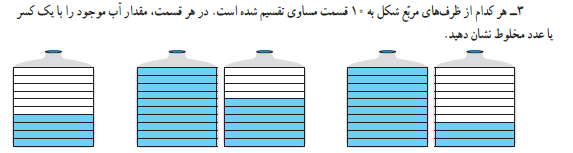 ۳ــ هر کدام از ظرف‌های مربّع شکل به ۱۰ قسمت مساوی تقسیم شده است. در هر قسمت، مقدار آب موجود را با یک کسر
یا عدد مخلوط نشان دهید.